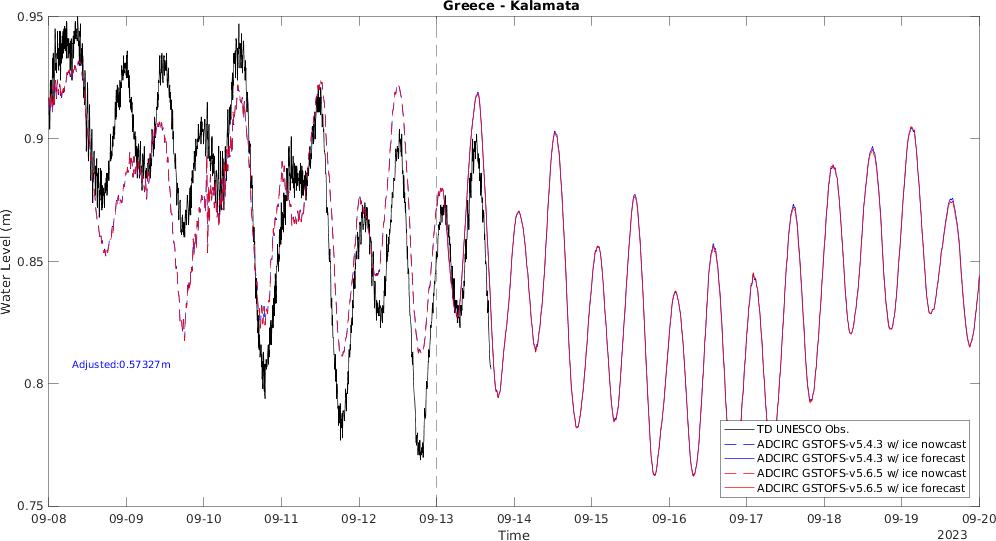 Greece - Kalamata
0.95
0.9
0.85
0.8
0.75
Water Level (m)
Adjusted:0.57327m
TD UNESCO Obs.
ADCIRC GSTOFS-v5.4.3 w/ ice nowcast
ADCIRC GSTOFS-v5.4.3 w/ ice forecast
ADCIRC GSTOFS-v5.6.5 w/ ice nowcast
ADCIRC GSTOFS-v5.6.5 w/ ice forecast
09-08 09-09 09-10 09-11 09-12 09-13 09-14 09-15 09-16 09-17 09-18 09-19 09-20
Time
2023